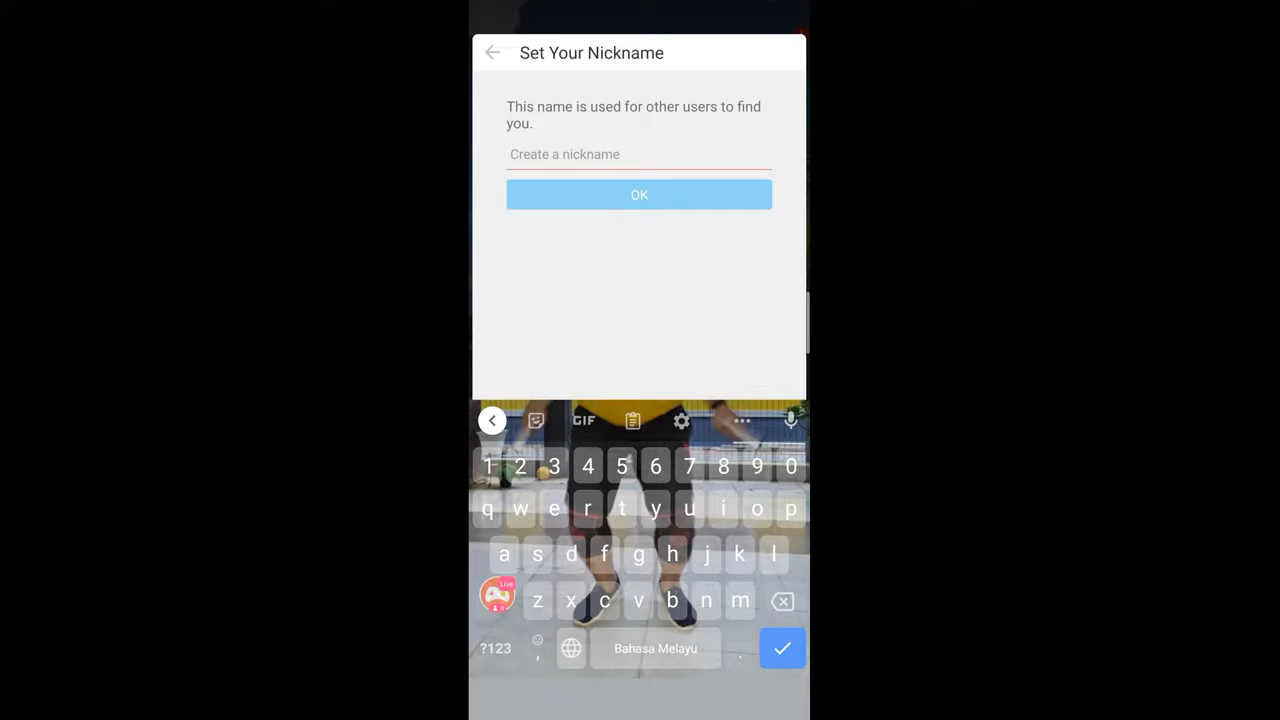 Set Your Nickname
This name is used for other users to find
you.
Create a nickname
OK
GIF
1 2 3 4 5 6 7 8 9 0
q w e r t y u i o p
a s d f g h j k l
Live
z x c v b n m
?123 , Bahasa Melayu .